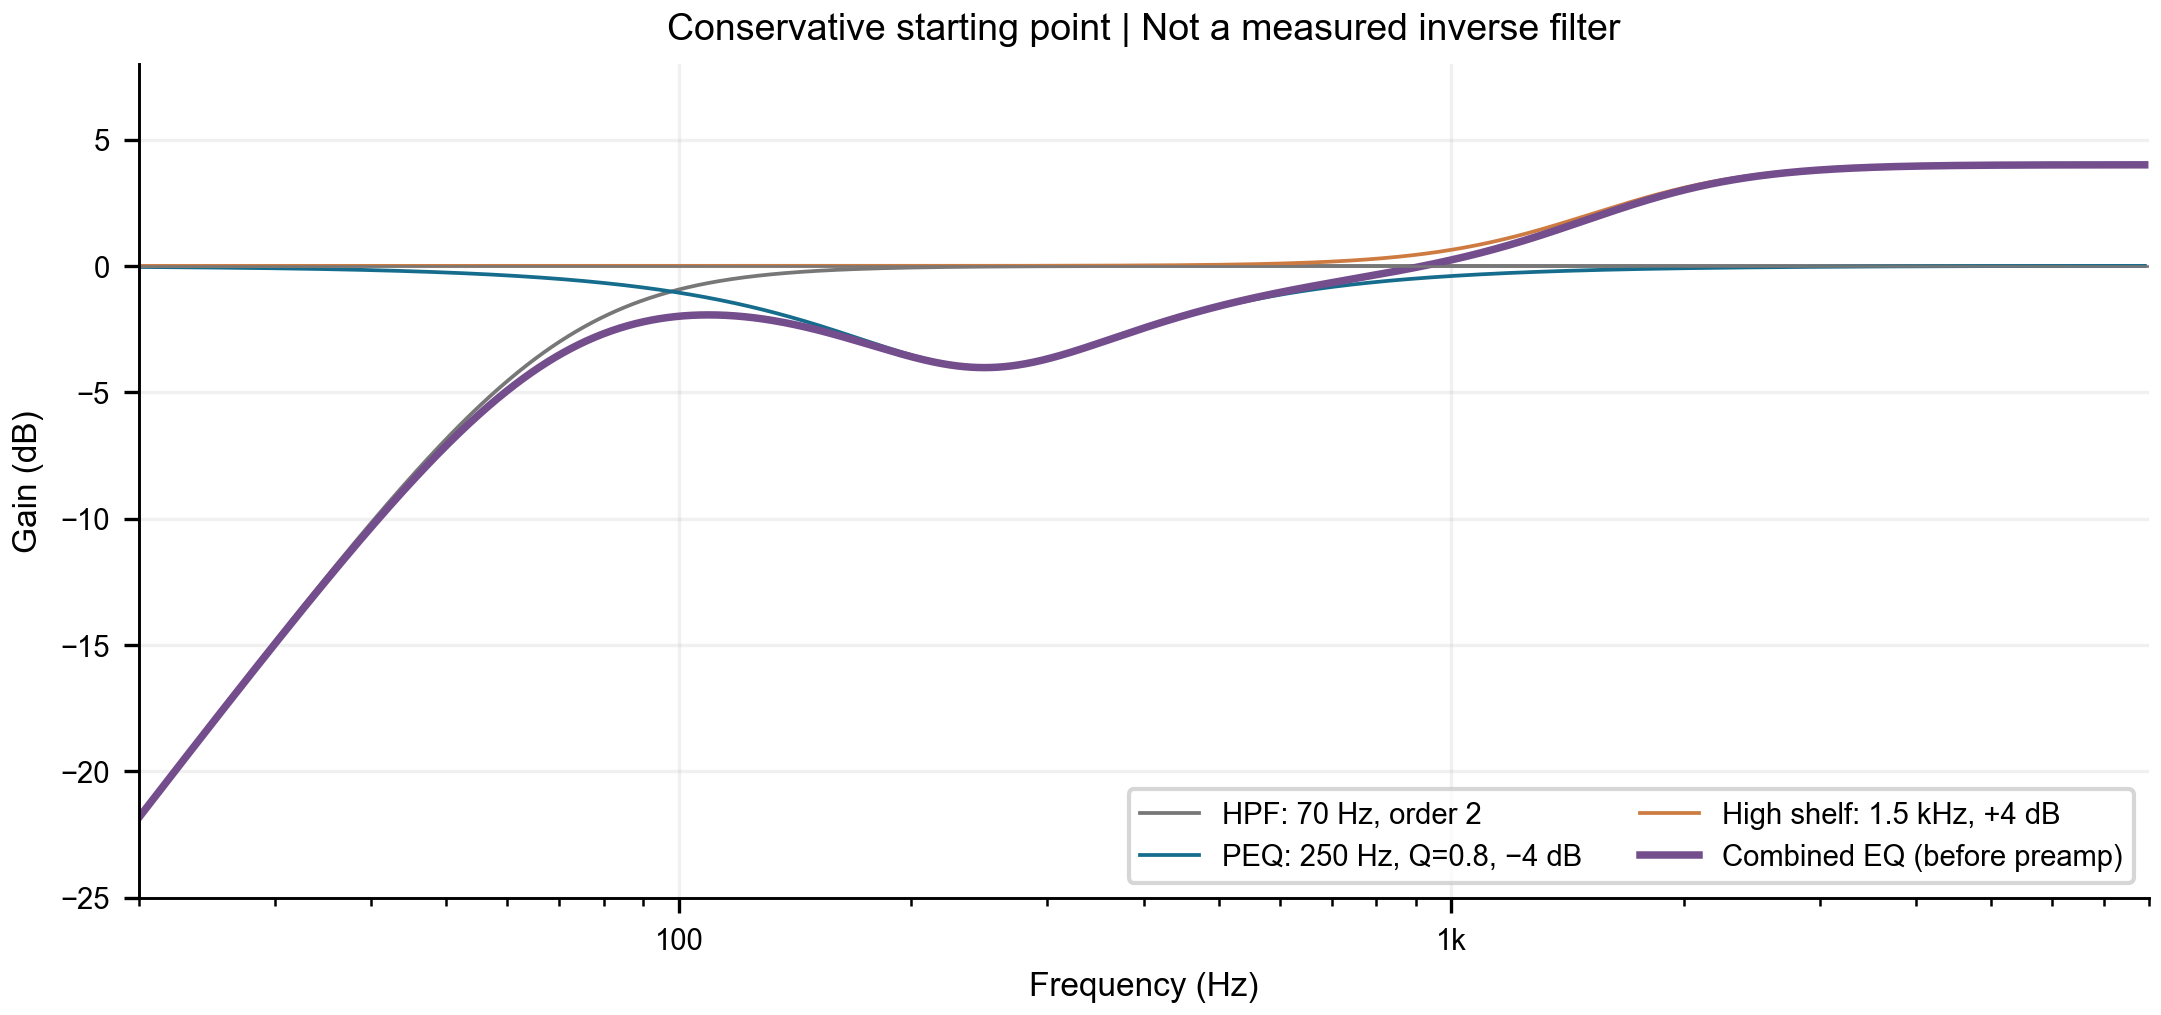 Conservative starting point | Not a measured inverse filter
Gain (dB)
5
0
−5
−10
−15
−20
−25
HPF: 70 Hz, order 2
PEQ: 250 Hz, Q=0.8, −4 dB
High shelf: 1.5 kHz, +4 dB
Combined EQ (before preamp)
100
1k
Frequency (Hz)